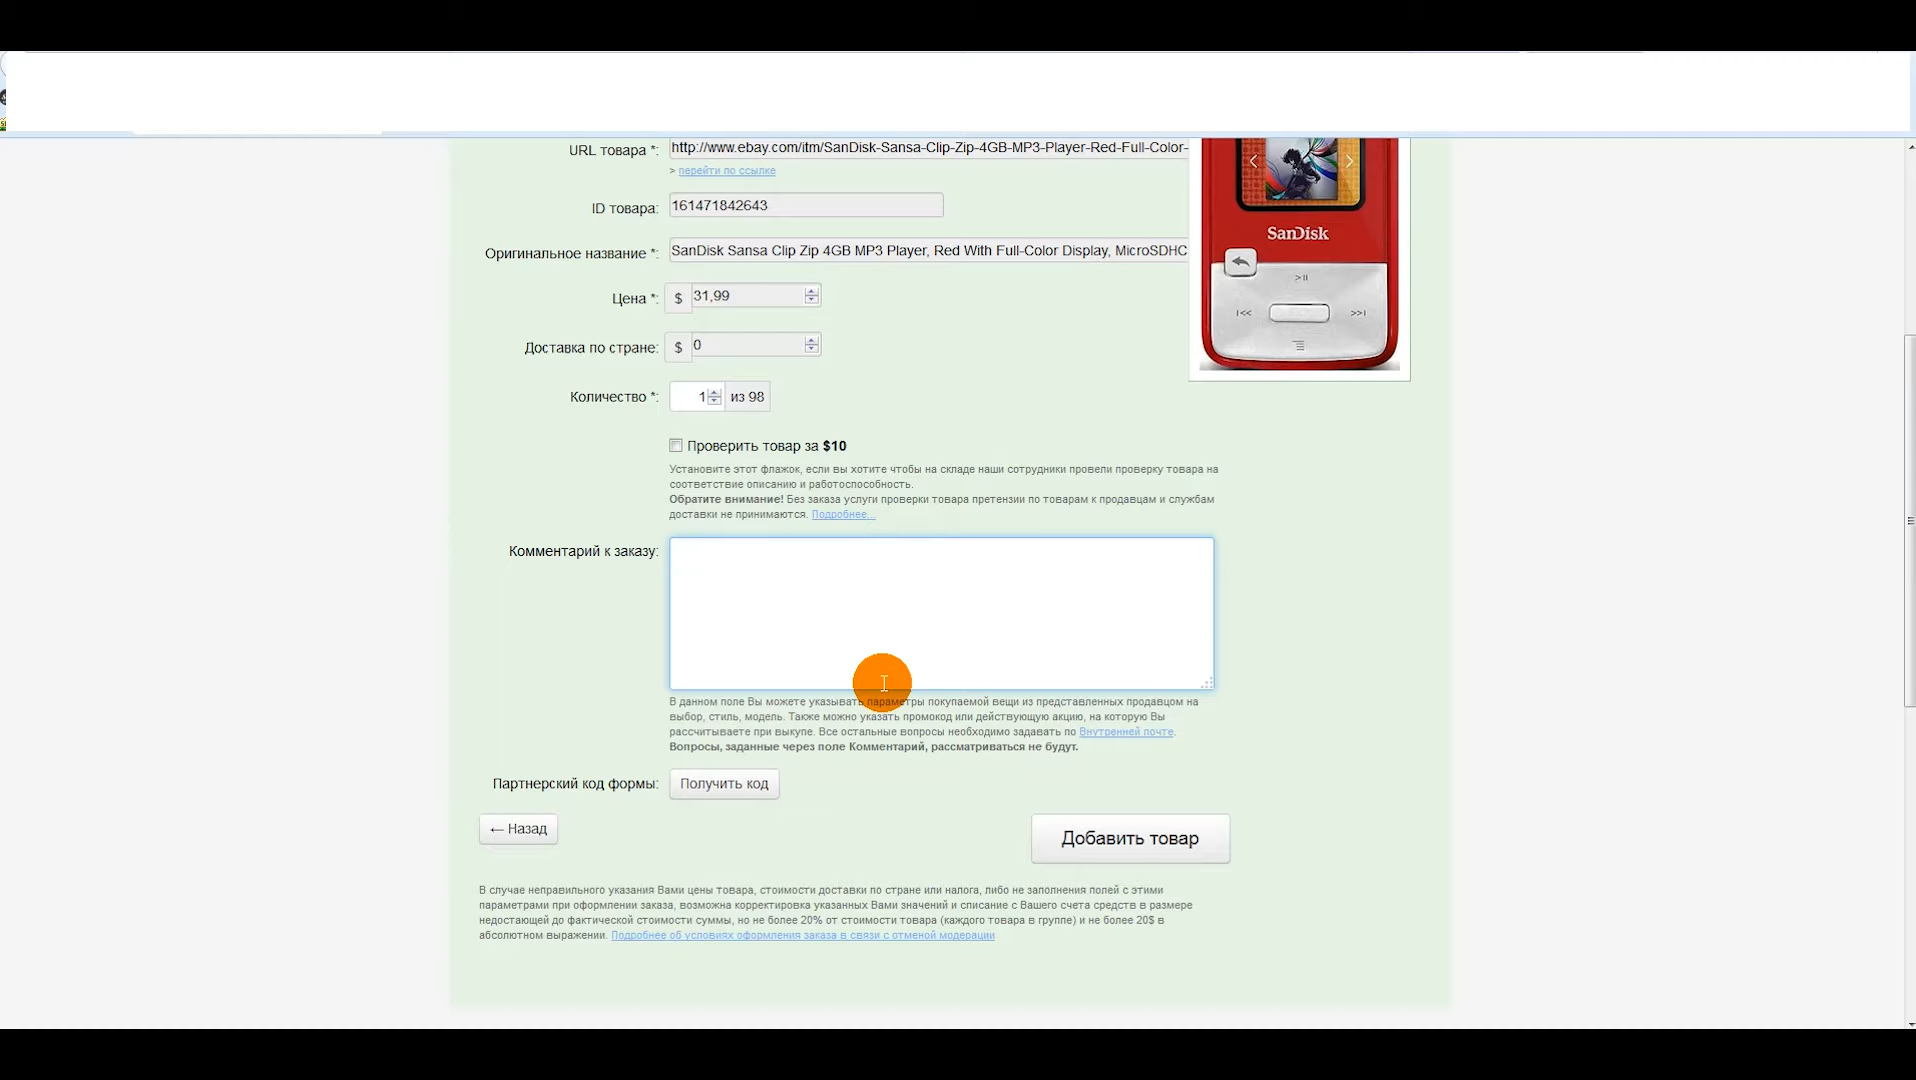 URL товара *:
http://www.ebay.com/itm/SanDisk-Sansa-Clip-Zip-4GB-MP3-Player-Red-Full-Color-
> перейти по ссылке
ID товара:
161471842643
Оригинальное название *:
SanDisk Sansa Clip Zip 4GB MP3 Player, Red With Full-Color Display, MicroSDHC
SanDisk
Цена *:
$ 31,99
Доставка по стране:
$ 0
Количество *:
1 из 98
Проверить товар за $10
Установите этот флажок, если вы хотите чтобы на складе наши сотрудники провели проверку товара на
соответствие описанию и работоспособность.
Обратите внимание! Без заказа услуги проверки товара претензии по товарам к продавцам и службам
доставки не принимаются. Подробнее...
Комментарий к заказу:
В данном поле Вы можете указывать параметры покупаемой вещи из представленных продавцом на
выбор, стиль, модель. Также можно указать промокод или действующую акцию, на которую Вы
рассчитываете при выкупе. Все остальные вопросы необходимо задавать по Внутренней почте.
Вопросы, заданные через поле Комментарий, рассматриваться не будут.
Партнерский код формы:
Получить код
← Назад
Добавить товар
В случае неправильного указания Вами цены товара, стоимости доставки по стране или налога, либо не заполнения полей с этими
параметрами при оформлении заказа, возможна корректировка указанных Вами значений и списание с Вашего счета средств в размере
недостающей до фактической стоимости суммы, но не более 20% от стоимости товара (каждого товара в группе) и не более 20$ в
абсолютном выражении. Подробнее об условиях оформления заказа в связи с отменой модерации